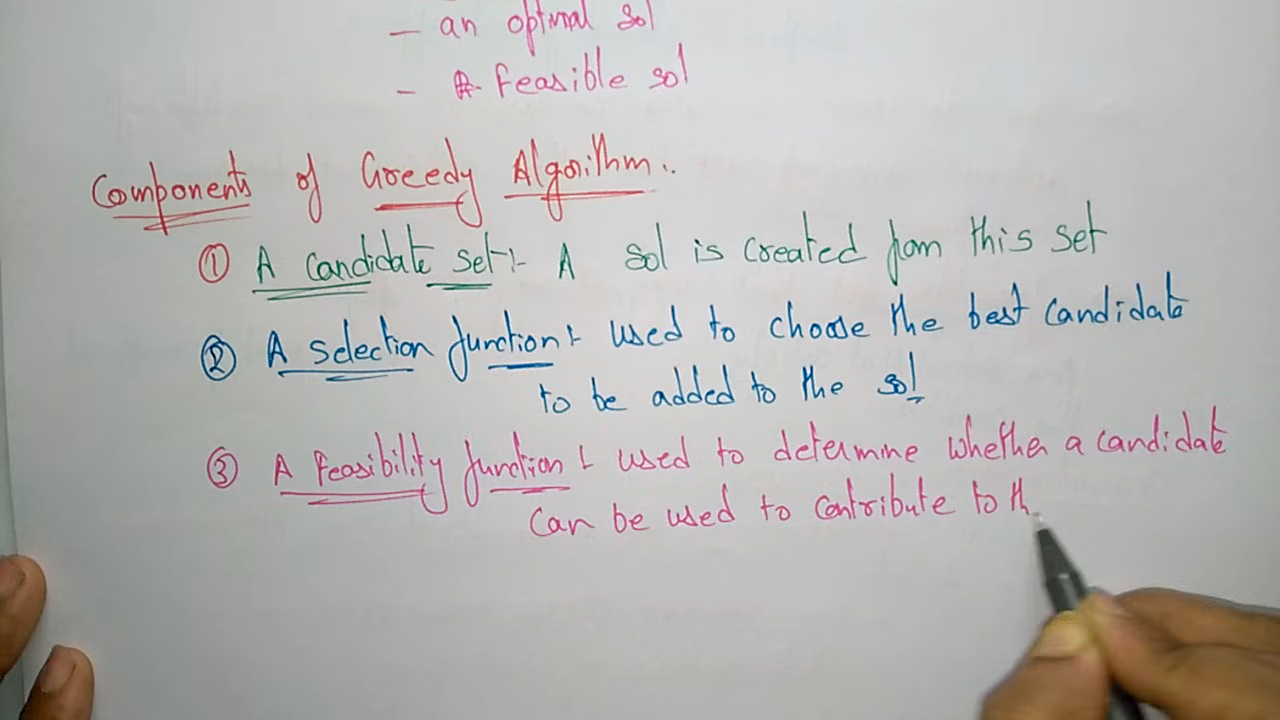 - an optimal sol
- A feasible sol
Components of Greedy Algorithm..
① A candidate set:- A sol is created from this set
② A selection function: used to choose the best candidate
to be added to the sol
③ A feasibility function: used to determine whether a candidate
can be used to contribute to th